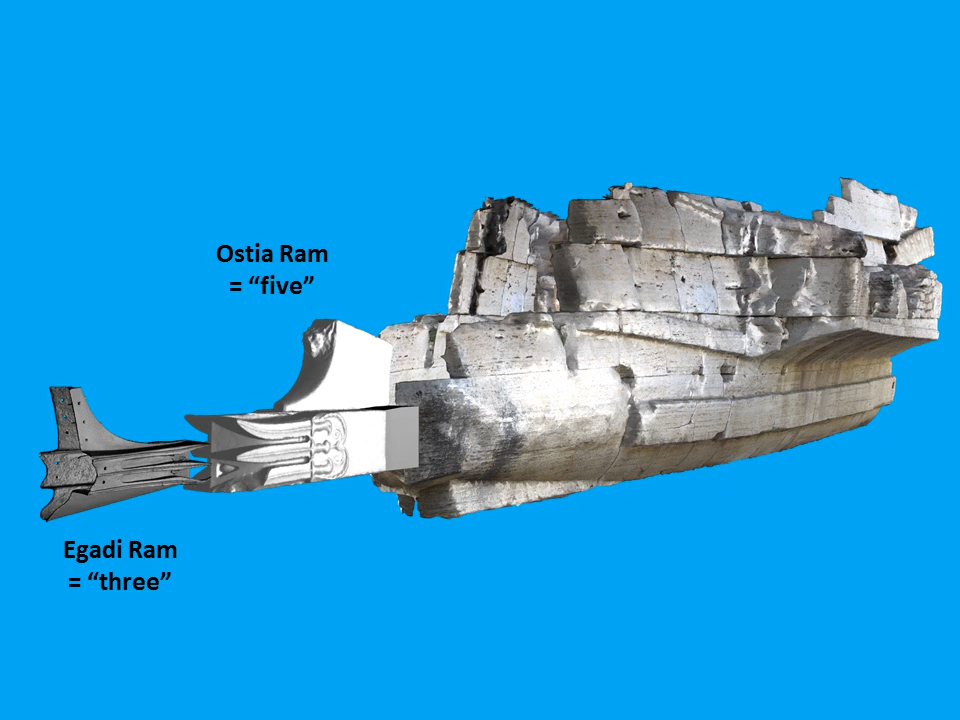 Ostia Ram
= “five”
Egadi Ram
= “three”